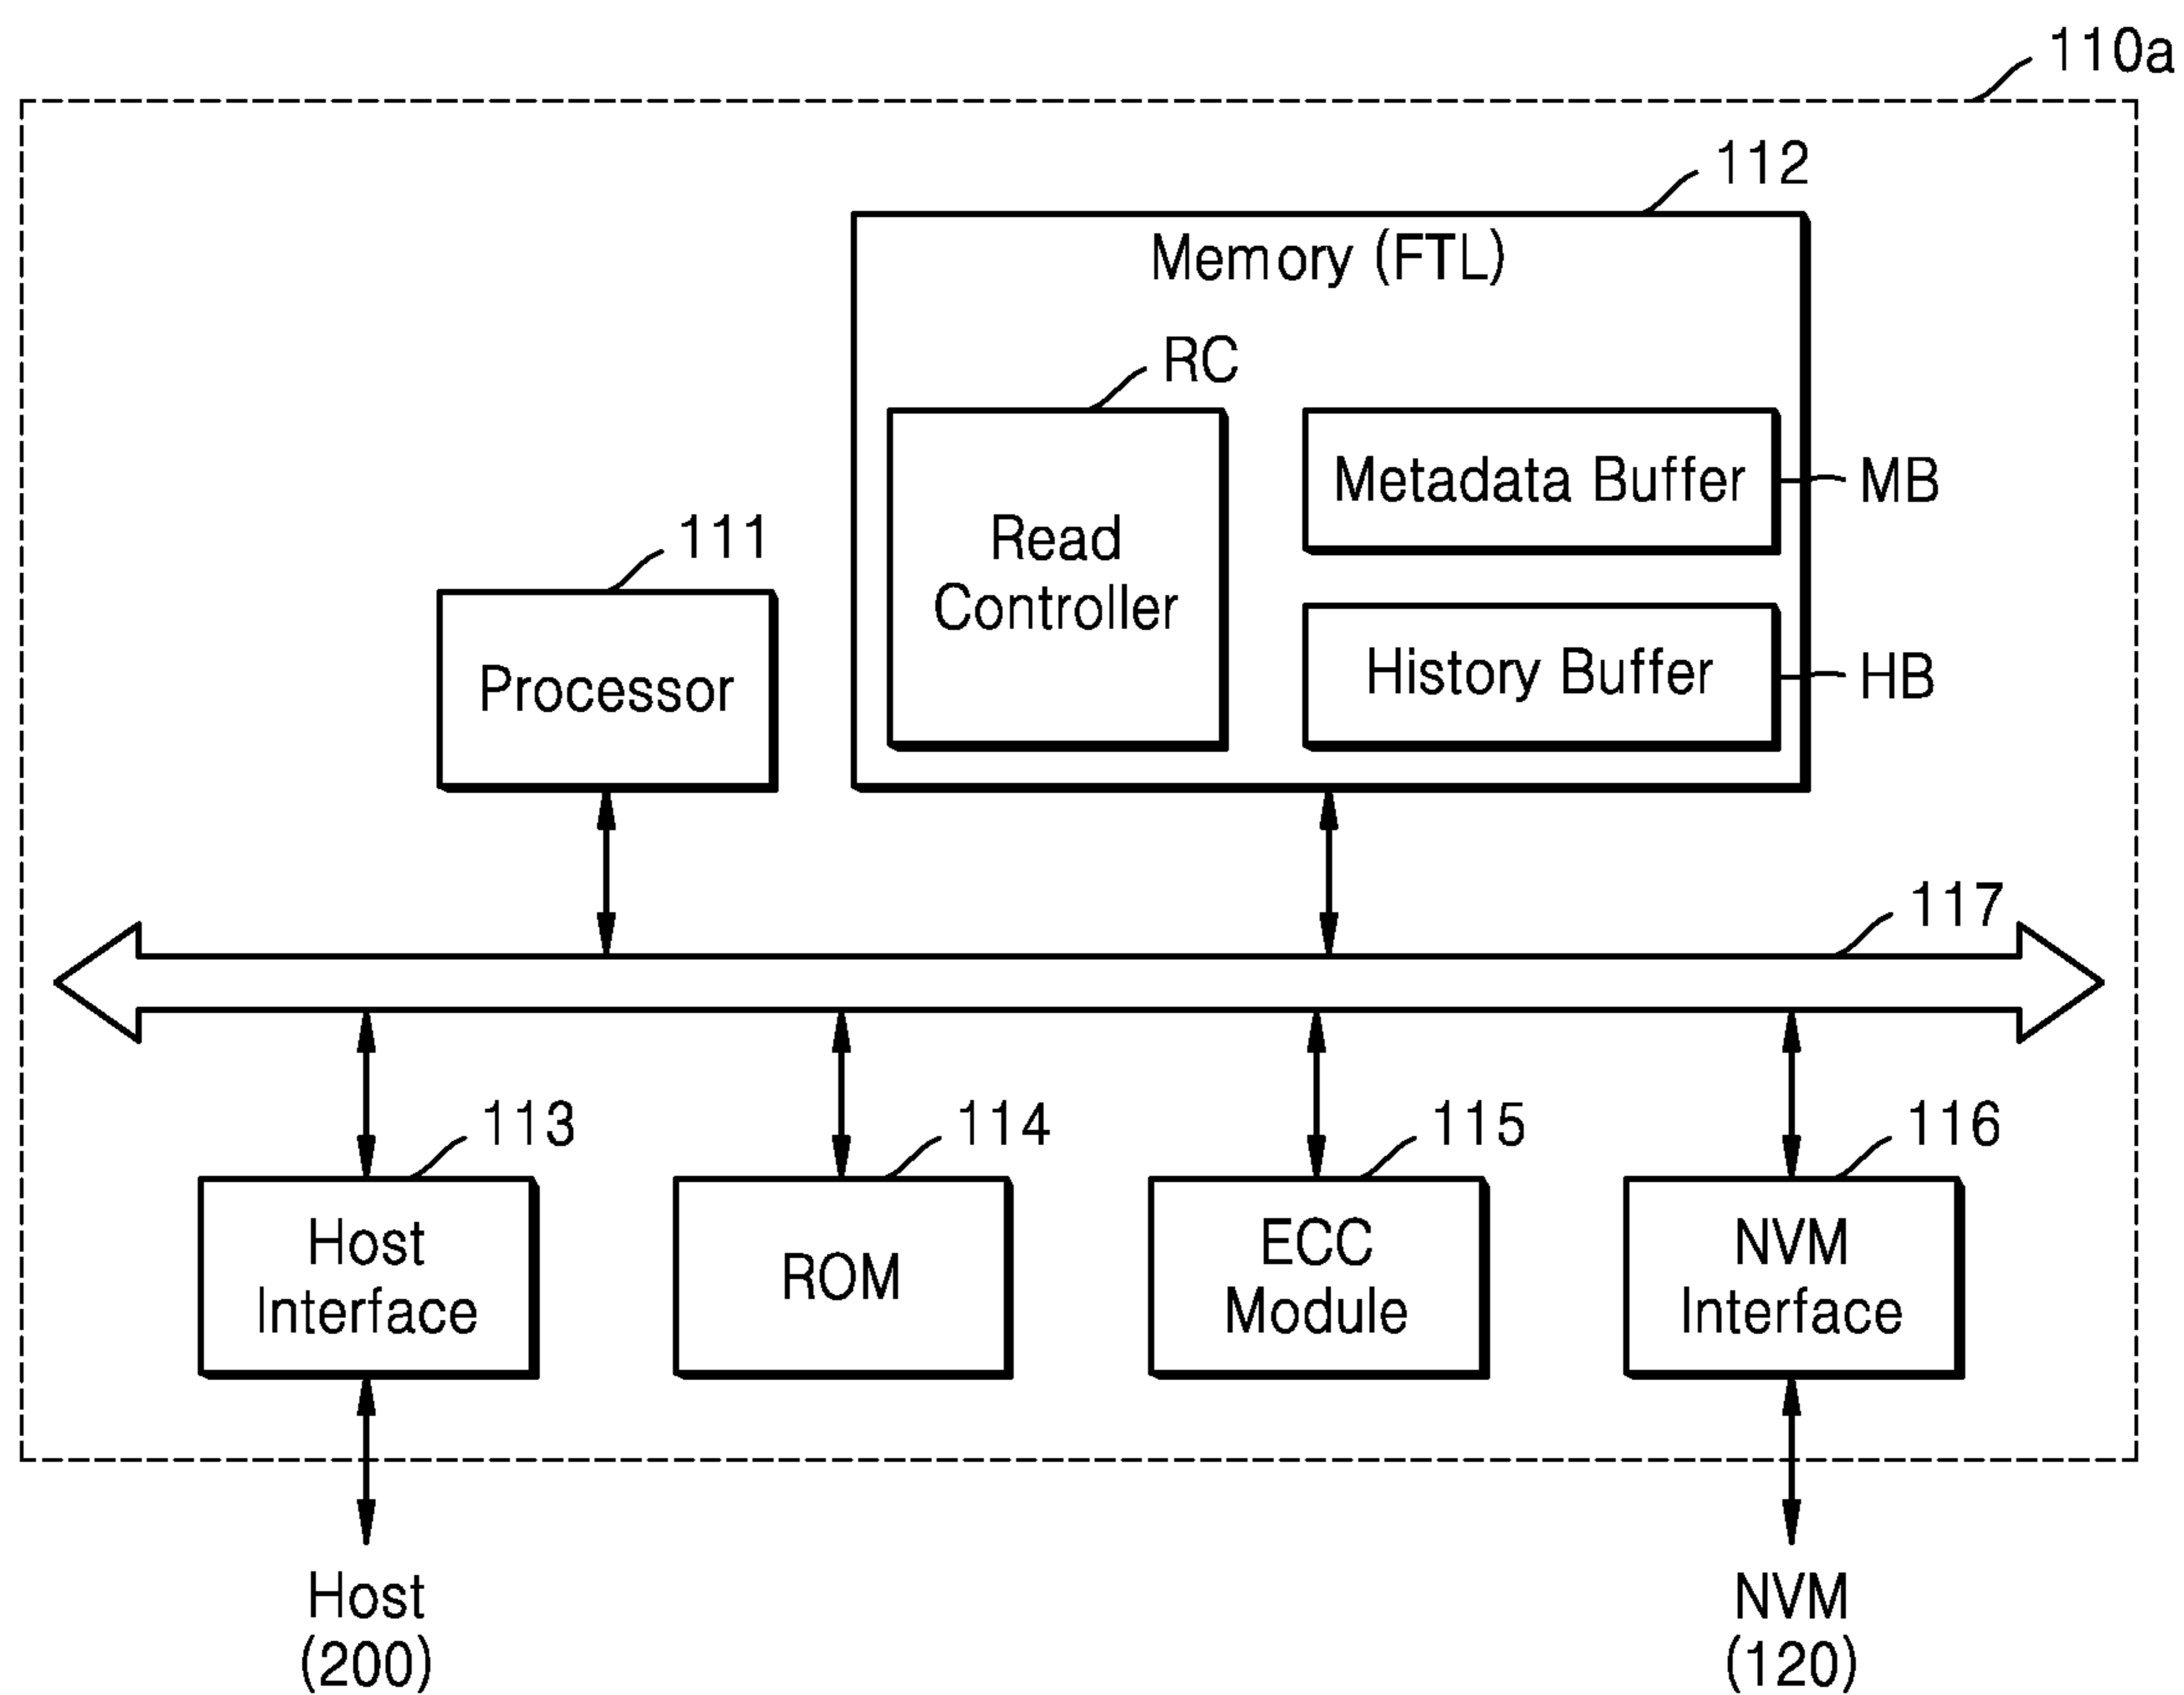 110a
112
Memory (FTL)
RC
Read
Controller
Metadata Buffer
MB
History Buffer
HB
111
Processor
117
113
Host
Interface
114
ROM
115
ECC
Module
116
NVM
Interface
Host
(200)
NVM
(120)